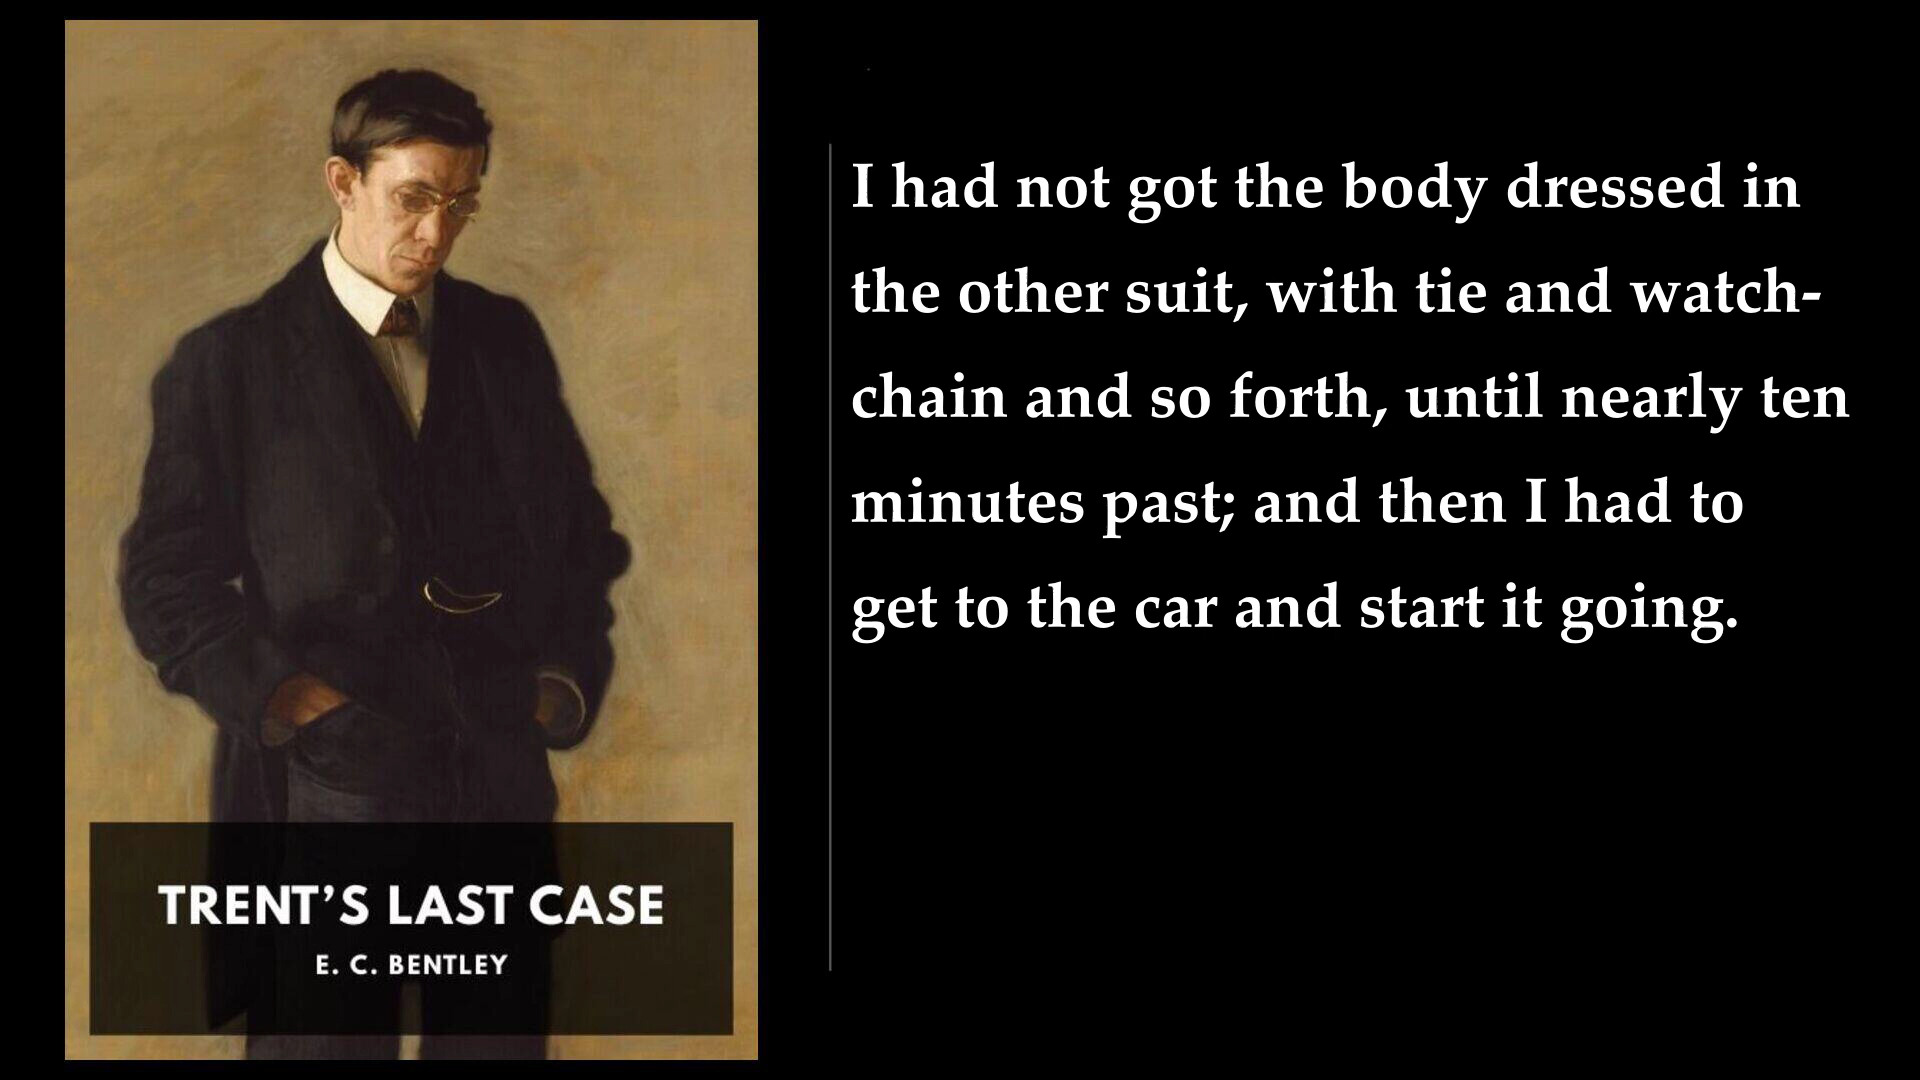 TRENT’S LAST CASE
E. C. BENTLEY
I had not got the body dressed in
the other suit, with tie and watch-
chain and so forth, until nearly ten
minutes past; and then I had to
get to the car and start it going.